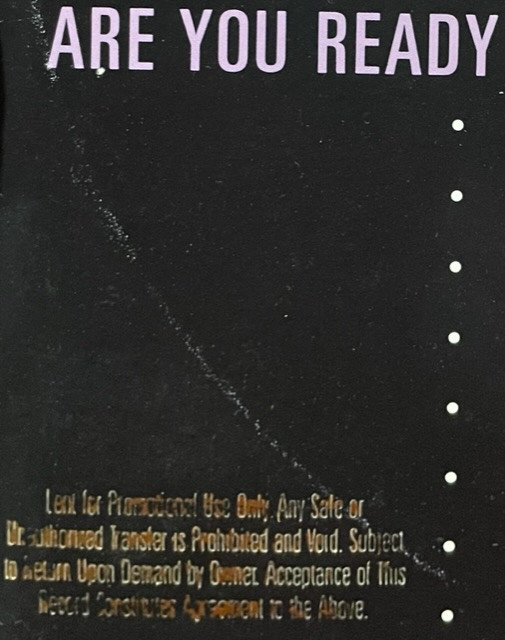 ARE YOU READY
Lent for Promotional Use Only. Any Sale or
Unauthorized Transfer is Prohibited and Void. Subject
to Return Upon Demand by Owner. Acceptance of This
Record Constitutes Agreement to the Above.